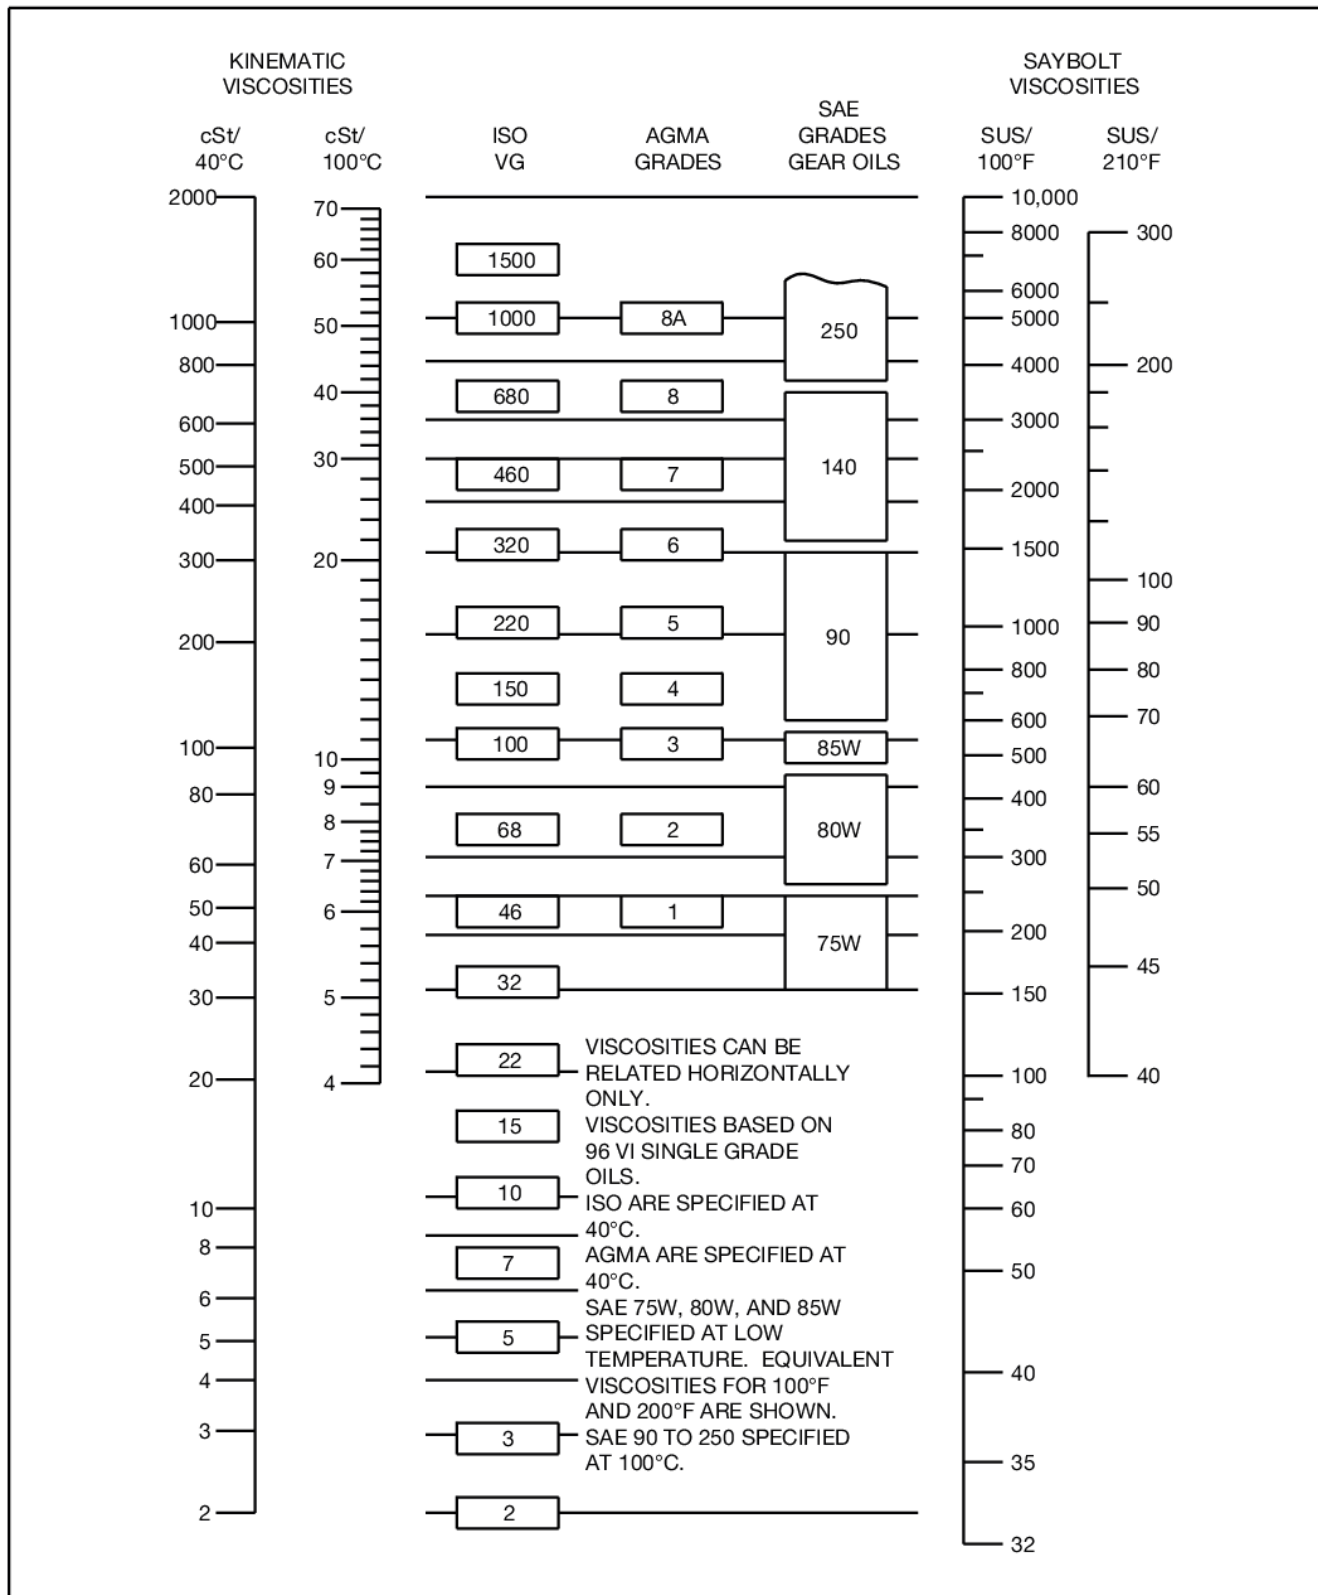 KINEMATIC
VISCOSITIES
SAYBOLT
VISCOSITIES
cSt/
40°C
cSt/
100°C
ISO
VG
AGMA
GRADES
SAE
GRADES
GEAR OILS
SUS/
100°F
SUS/
210°F
2000
1000
800
600
500
400
300
200
100
80
60
50
40
30
20
10
8
6
5
4
3
2
70
60
50
40
30
20
10
9
8
7
6
5
4
1500
1000
680
460
320
220
150
100
68
46
32
22
15
10
7
5
3
2
8A
8
7
6
5
4
3
2
1
250
140
90
85W
80W
75W
VISCOSITIES CAN BE
RELATED HORIZONTALLY
ONLY.
VISCOSITIES BASED ON
96 VI SINGLE GRADE
OILS.
ISO ARE SPECIFIED AT
40°C.
AGMA ARE SPECIFIED AT
40°C.
SAE 75W, 80W, AND 85W
SPECIFIED AT LOW
TEMPERATURE. EQUIVALENT
VISCOSITIES FOR 100°F
AND 200°F ARE SHOWN.
SAE 90 TO 250 SPECIFIED
AT 100°C.
10,000
8000
6000
5000
4000
3000
2000
1500
1000
800
600
500
400
300
200
150
100
80
70
60
50
40
35
32
300
200
100
90
80
70
60
55
50
45
40